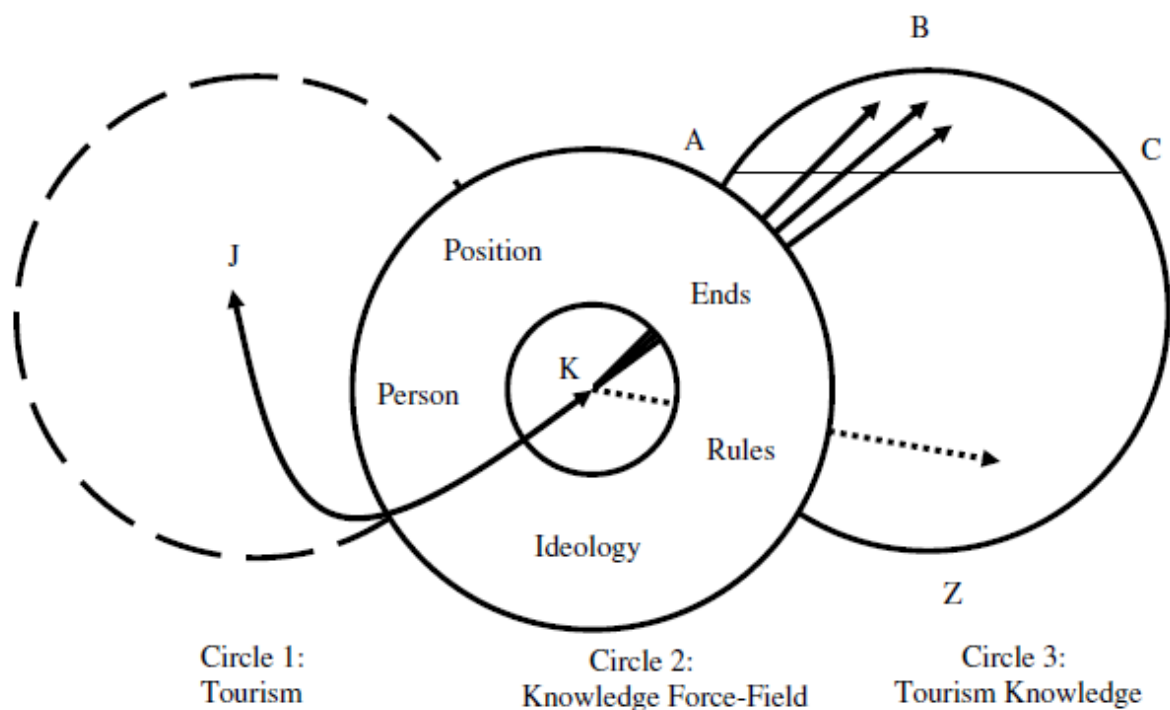 B
A
C
Position
J
Ends
K
Person
Rules
Ideology
Z
Circle 1:
Tourism
Circle 2:
Knowledge Force-Field
Circle 3:
Tourism Knowledge